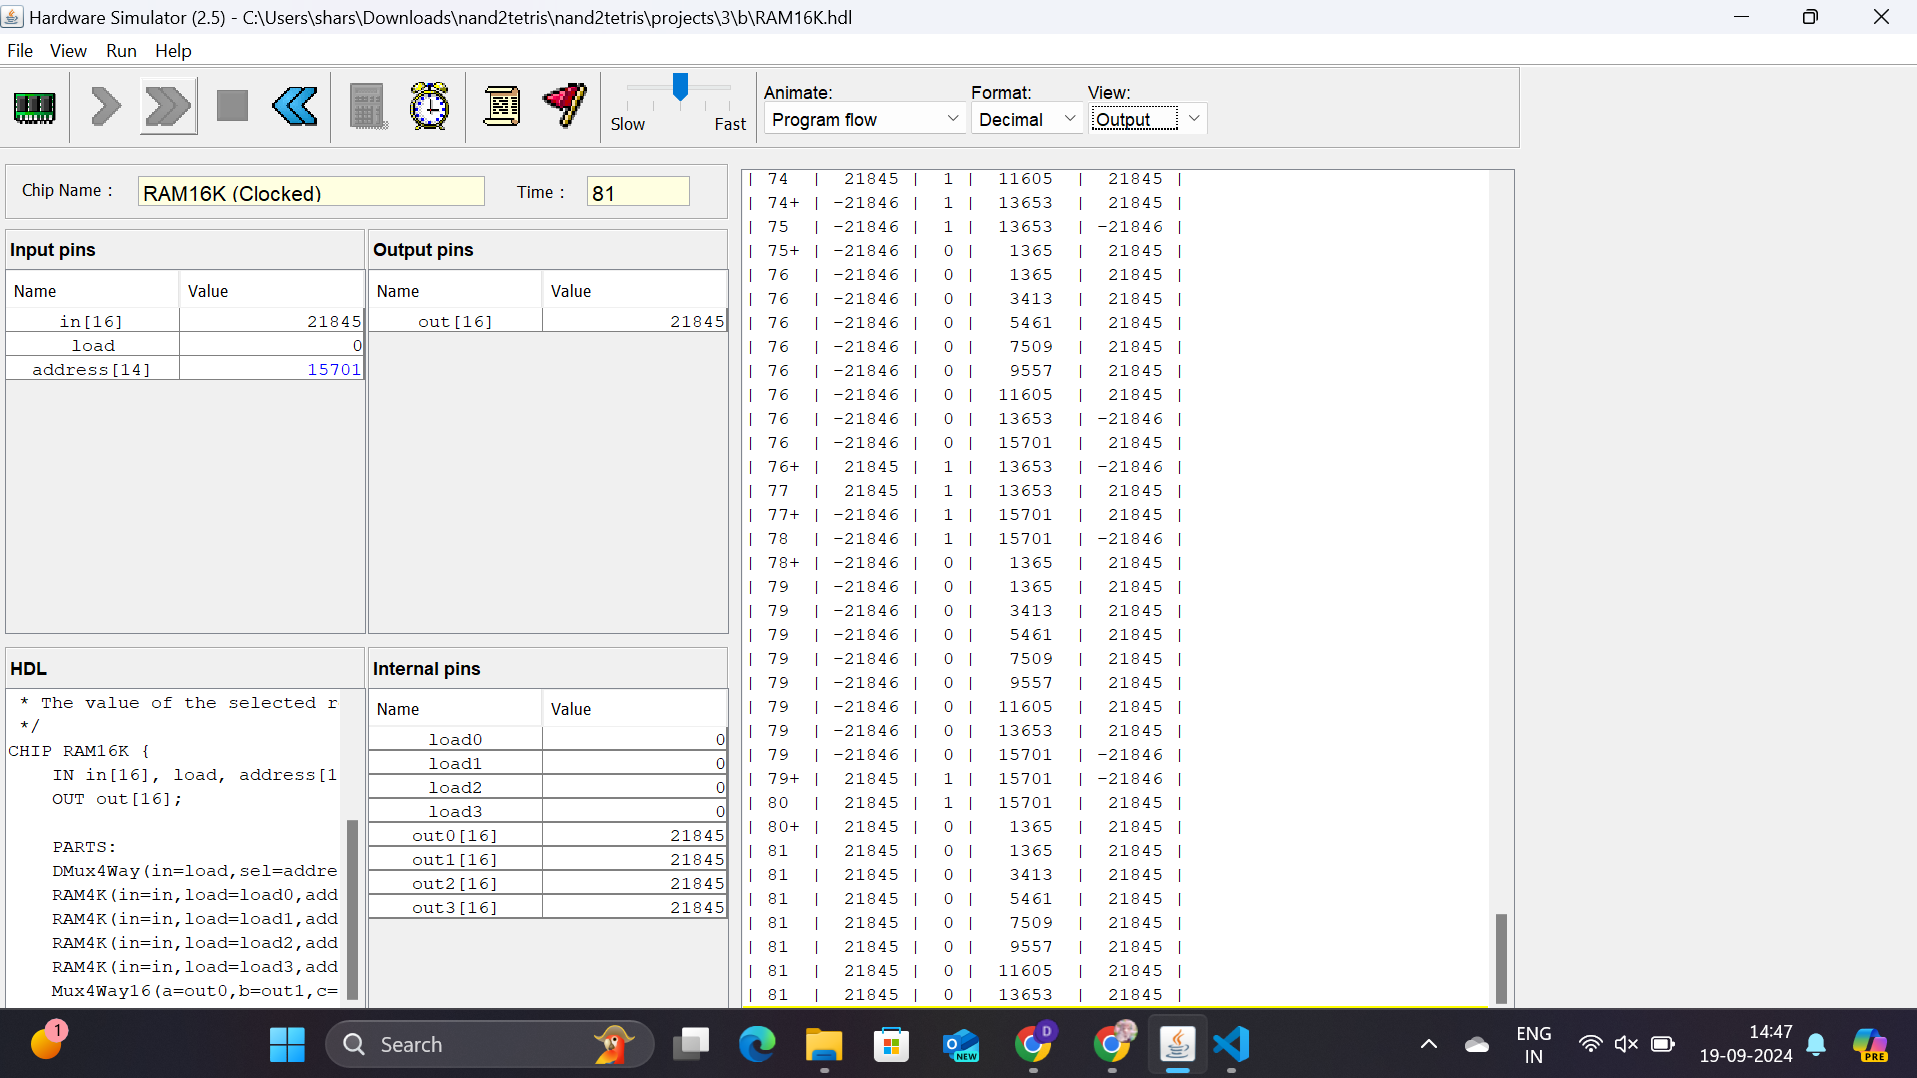 Hardware Simulator (2.5) - C:\Users\shars\Downloads\nand2tetris\nand2tetris\projects\3\b\RAM16K.hdl
File View Run Help
Animate: Format: View:
Slow Fast Program flow Decimal Output
Chip Name : RAM16K (Clocked) Time : 81
Input pins
Name Value
in[16] 21845
load 0
address[14] 15701
Output pins
Name Value
out[16] 21845
HDL
* The value of the selected r
*/
CHIP RAM16K {
IN in[16], load, address[1
OUT out[16];
PARTS:
DMux4Way(in=load,sel=addre
RAM4K(in=in,load=load0,add
RAM4K(in=in,load=load1,add
RAM4K(in=in,load=load2,add
RAM4K(in=in,load=load3,add
Mux4Way16(a=out0,b=out1,c=
Internal pins
Name Value
load0 0
load1 0
load2 0
load3 0
out0[16] 21845
out1[16] 21845
out2[16] 21845
out3[16] 21845
| 74 | 21845 | 1 | 11605 | 21845 |
| 74+ | -21846 | 1 | 13653 | 21845 |
| 75 | -21846 | 1 | 13653 | -21846 |
| 75+ | -21846 | 0 | 1365 | 21845 |
| 76 | -21846 | 0 | 1365 | 21845 |
| 76 | -21846 | 0 | 3413 | 21845 |
| 76 | -21846 | 0 | 5461 | 21845 |
| 76 | -21846 | 0 | 7509 | 21845 |
| 76 | -21846 | 0 | 9557 | 21845 |
| 76 | -21846 | 0 | 11605 | 21845 |
| 76 | -21846 | 0 | 13653 | -21846 |
| 76 | -21846 | 0 | 15701 | 21845 |
| 76+ | 21845 | 1 | 13653 | -21846 |
| 77 | 21845 | 1 | 13653 | 21845 |
| 77+ | -21846 | 1 | 15701 | 21845 |
| 78 | -21846 | 1 | 15701 | -21846 |
| 78+ | -21846 | 0 | 1365 | 21845 |
| 79 | -21846 | 0 | 1365 | 21845 |
| 79 | -21846 | 0 | 3413 | 21845 |
| 79 | -21846 | 0 | 5461 | 21845 |
| 79 | -21846 | 0 | 7509 | 21845 |
| 79 | -21846 | 0 | 9557 | 21845 |
| 79 | -21846 | 0 | 11605 | 21845 |
| 79 | -21846 | 0 | 13653 | 21845 |
| 79 | -21846 | 0 | 15701 | -21846 |
| 79+ | 21845 | 1 | 15701 | -21846 |
| 80 | 21845 | 1 | 15701 | 21845 |
| 80+ | 21845 | 0 | 1365 | 21845 |
| 81 | 21845 | 0 | 1365 | 21845 |
| 81 | 21845 | 0 | 3413 | 21845 |
| 81 | 21845 | 0 | 5461 | 21845 |
| 81 | 21845 | 0 | 7509 | 21845 |
| 81 | 21845 | 0 | 9557 | 21845 |
| 81 | 21845 | 0 | 11605 | 21845 |
| 81 | 21845 | 0 | 13653 | 21845 |
1
Search
NEW
D
ENG
IN
14:47
19-09-2024
PRE